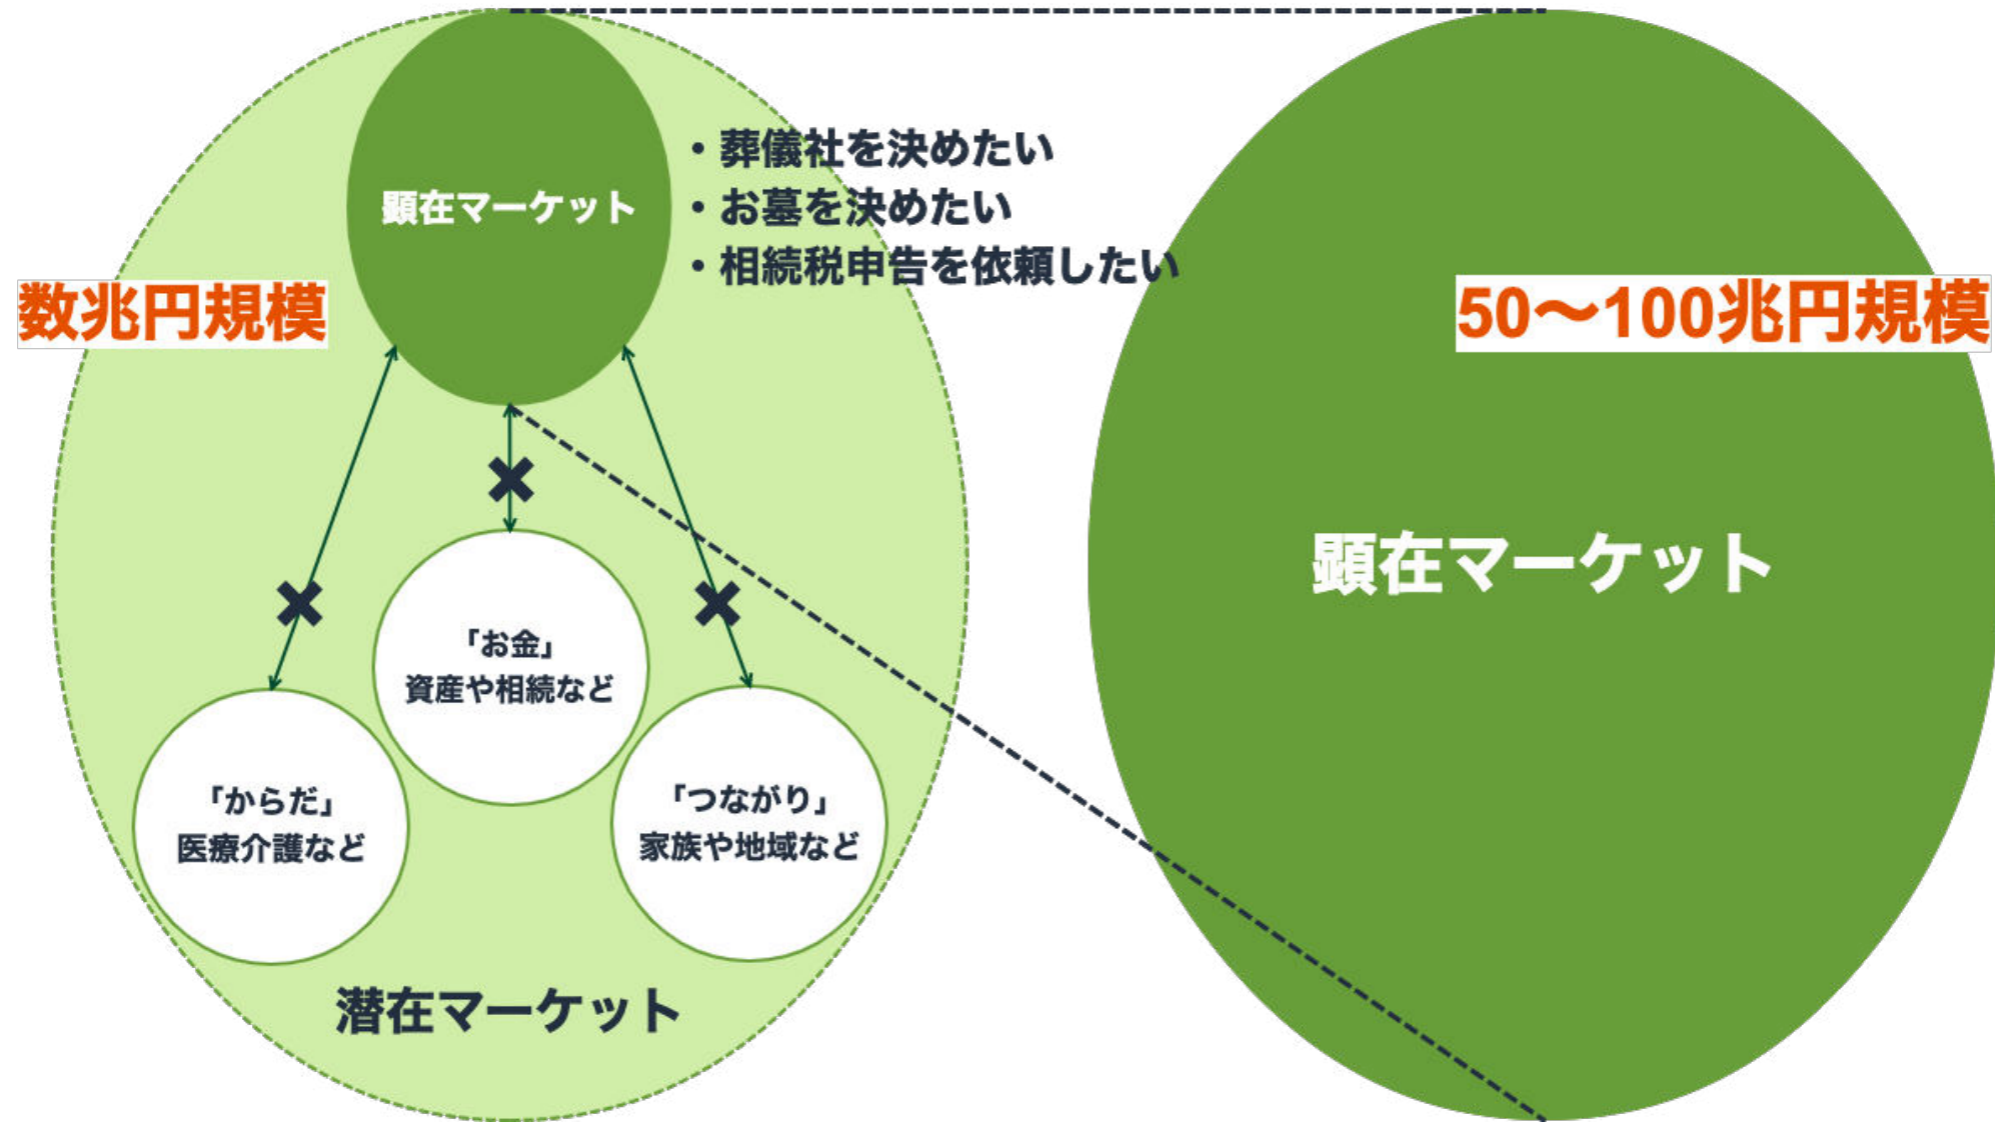 顕在マーケット
・葬儀社を決めたい
・お墓を決めたい
・相続税申告を依頼したい
数兆円規模
「お金」
資産や相続など
「からだ」
医療介護など
「つながり」
家族や地域など
潜在マーケット
50〜100兆円規模
顕在マーケット